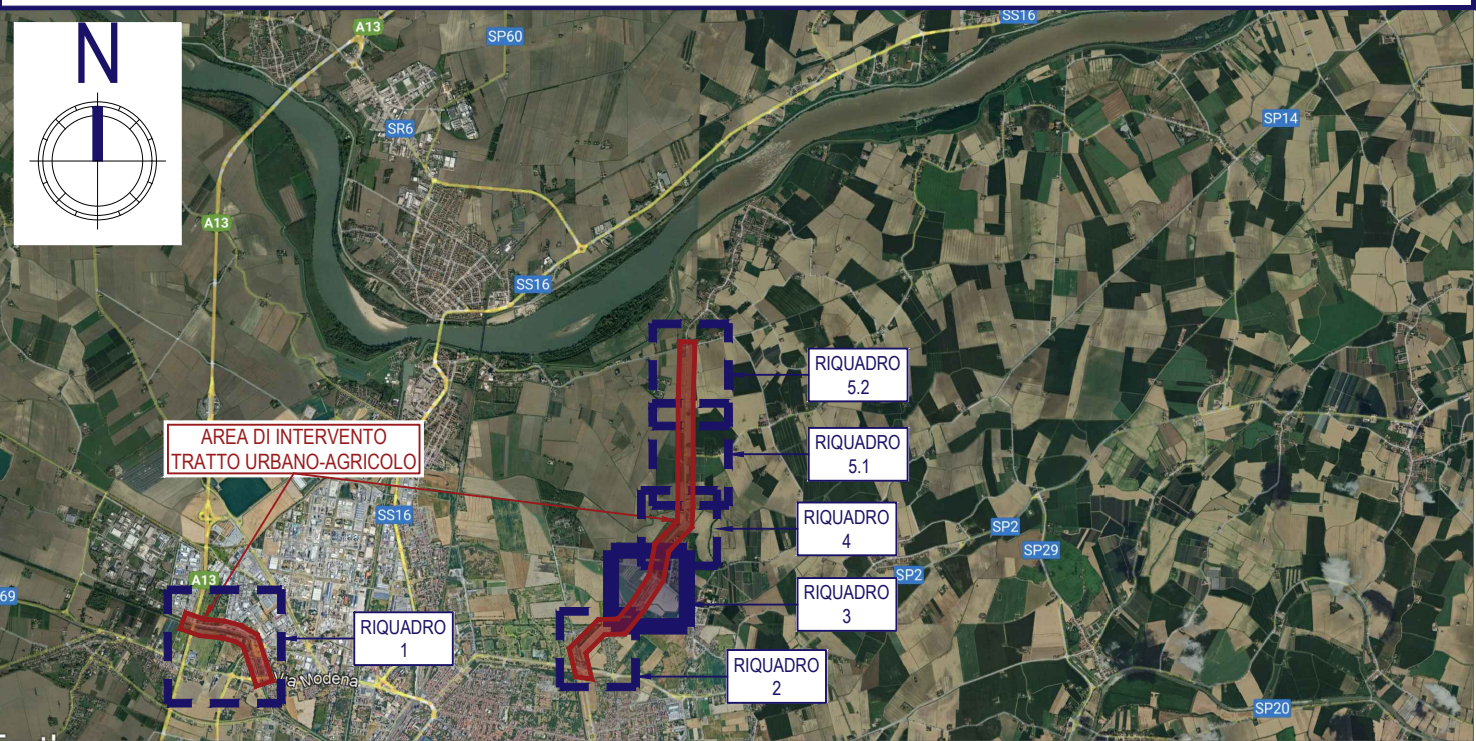 N
A13
SP60
SS16
SR6
SP14
A13
SS16
RIQUADRO
5.2
AREA DI INTERVENTO
TRATTO URBANO-AGRICOLO
RIQUADRO
5.1
SS16
RIQUADRO
4
SP2
SP29
SP2
A13
69
RIQUADRO
3
RIQUADRO
1
RIQUADRO
2
Via Modena
SP20